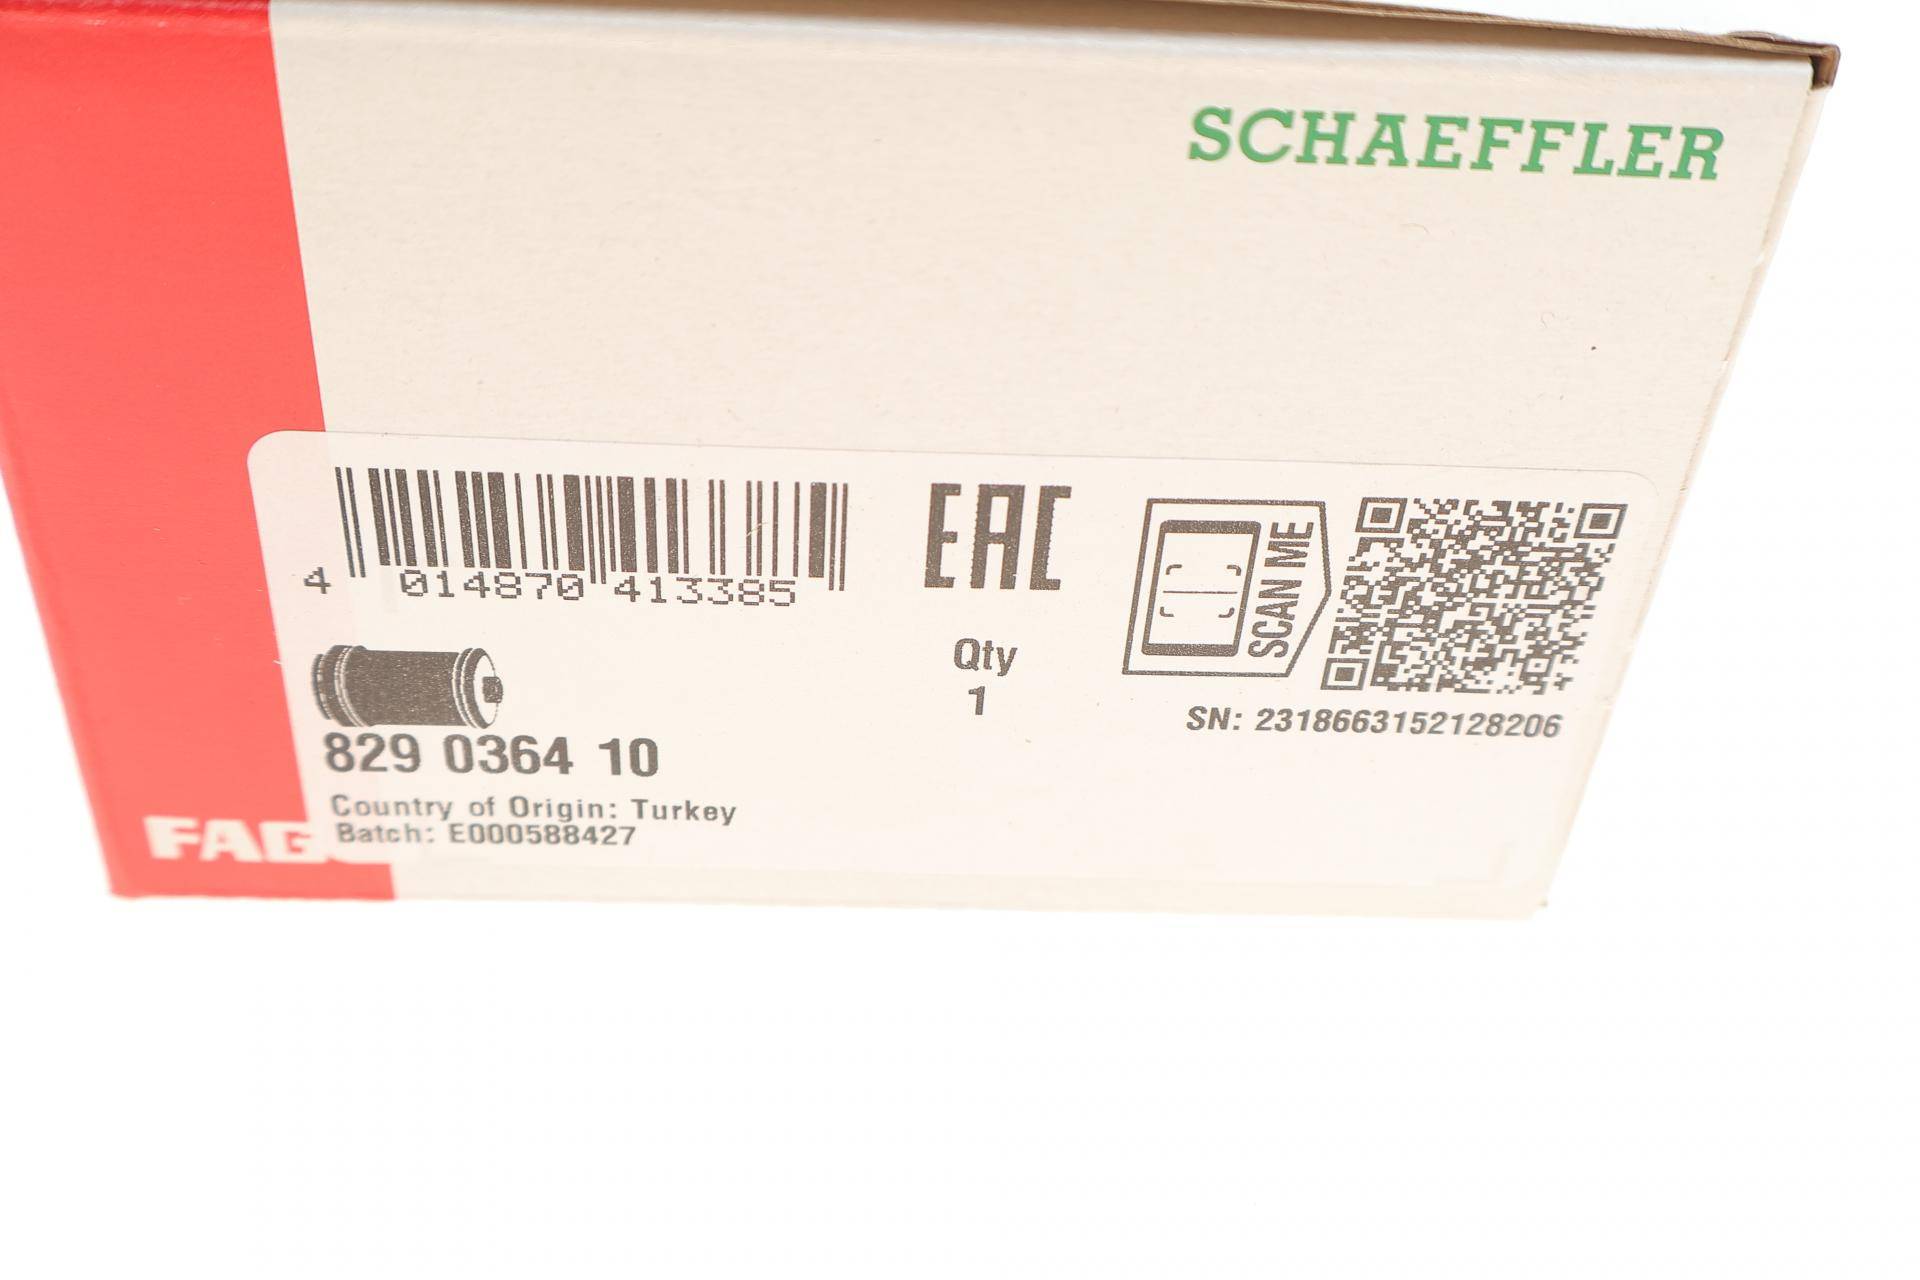 SCHAEFFLER
4 014870 413385
EAC
SCAN ME
Qty
1
SN: 2318663152128206
829 0364 10
Country of Origin: Turkey
Batch: E000588427
FAG